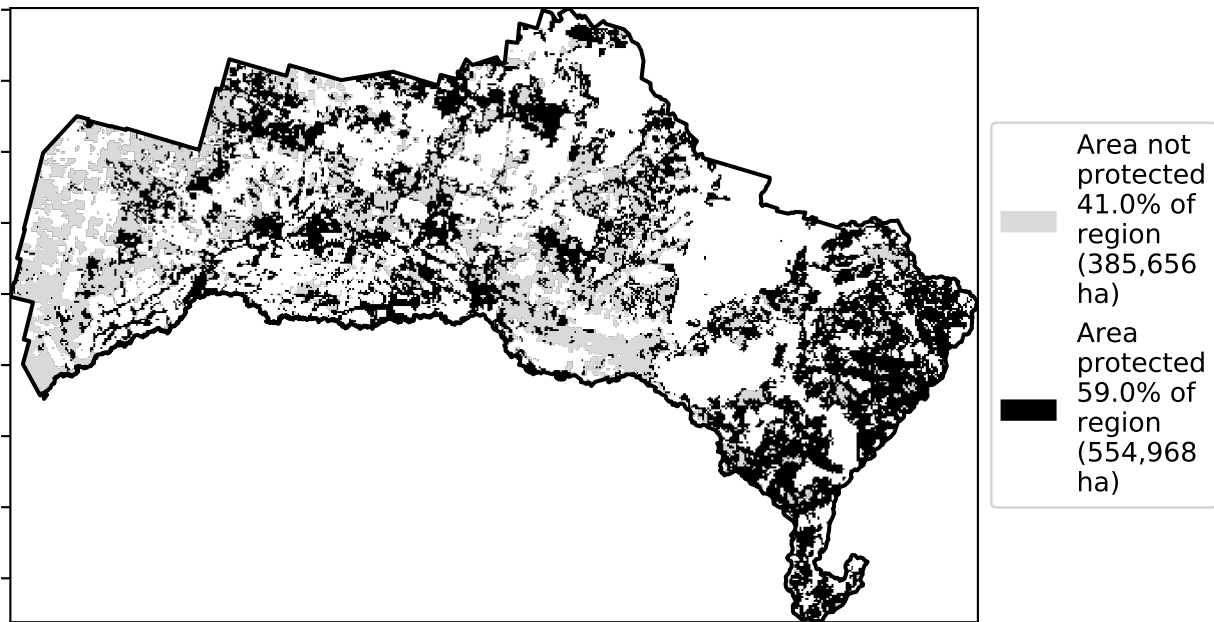 Area not
protected
41.0% of
region
(385,656
ha)
Area
protected
59.0% of
region
(554,968
ha)